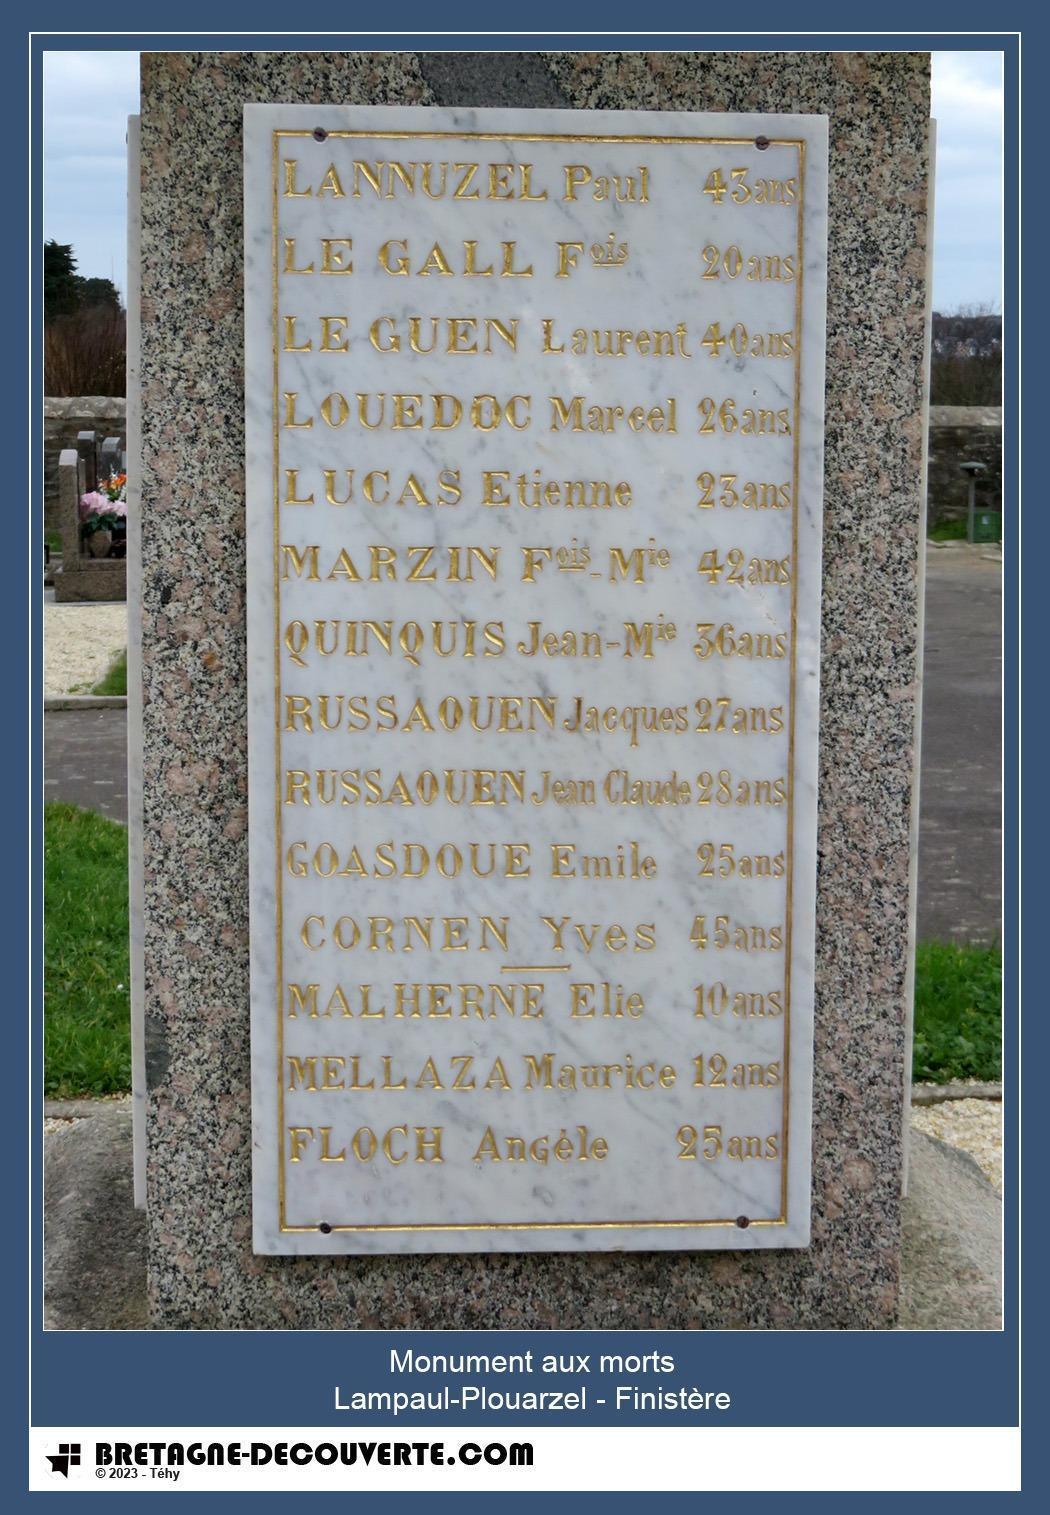 LANNUZEL Paul 43ans
LE GALL Fois 20ans
LE GUEN Laurent 40ans
LOUEDOC Marcel 26ans
LUCAS Etienne 23ans
MARZIN Fois-Mie 42ans
QUINQUIS Jean-Mie 36ans
RUSSAOUEN Jacques 27ans
RUSSAOUEN Jean Claude 28ans
GOASDOUE Emile 25ans
CORNEN Yves 45ans
MALHERNE Elie 10ans
MELLAZA Maurice 12ans
FLOCH Angèle 25ans
Monument aux morts
Lampaul-Plouarzel - Finistère
BRETAGNE-DECOUVERTE.COM
© 2023 - Téhy